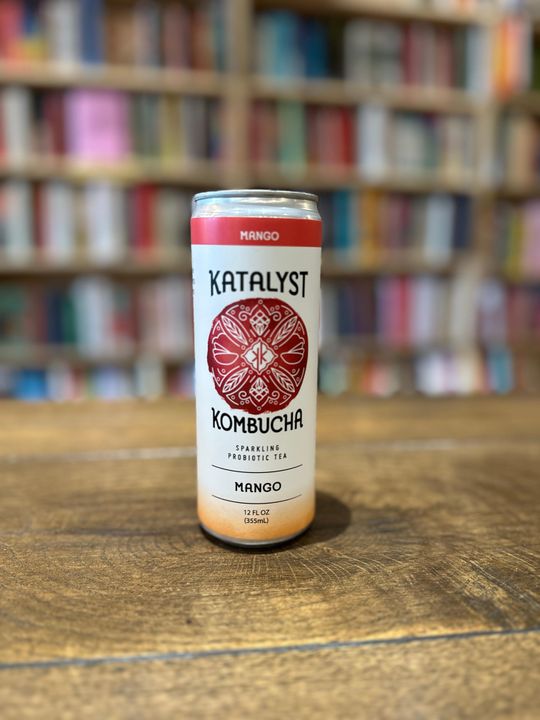 MANGO
KATALYST
KOMBUCHA
SPARKLING
PROBIOTIC TEA
MANGO
12 FL OZ
(355mL)